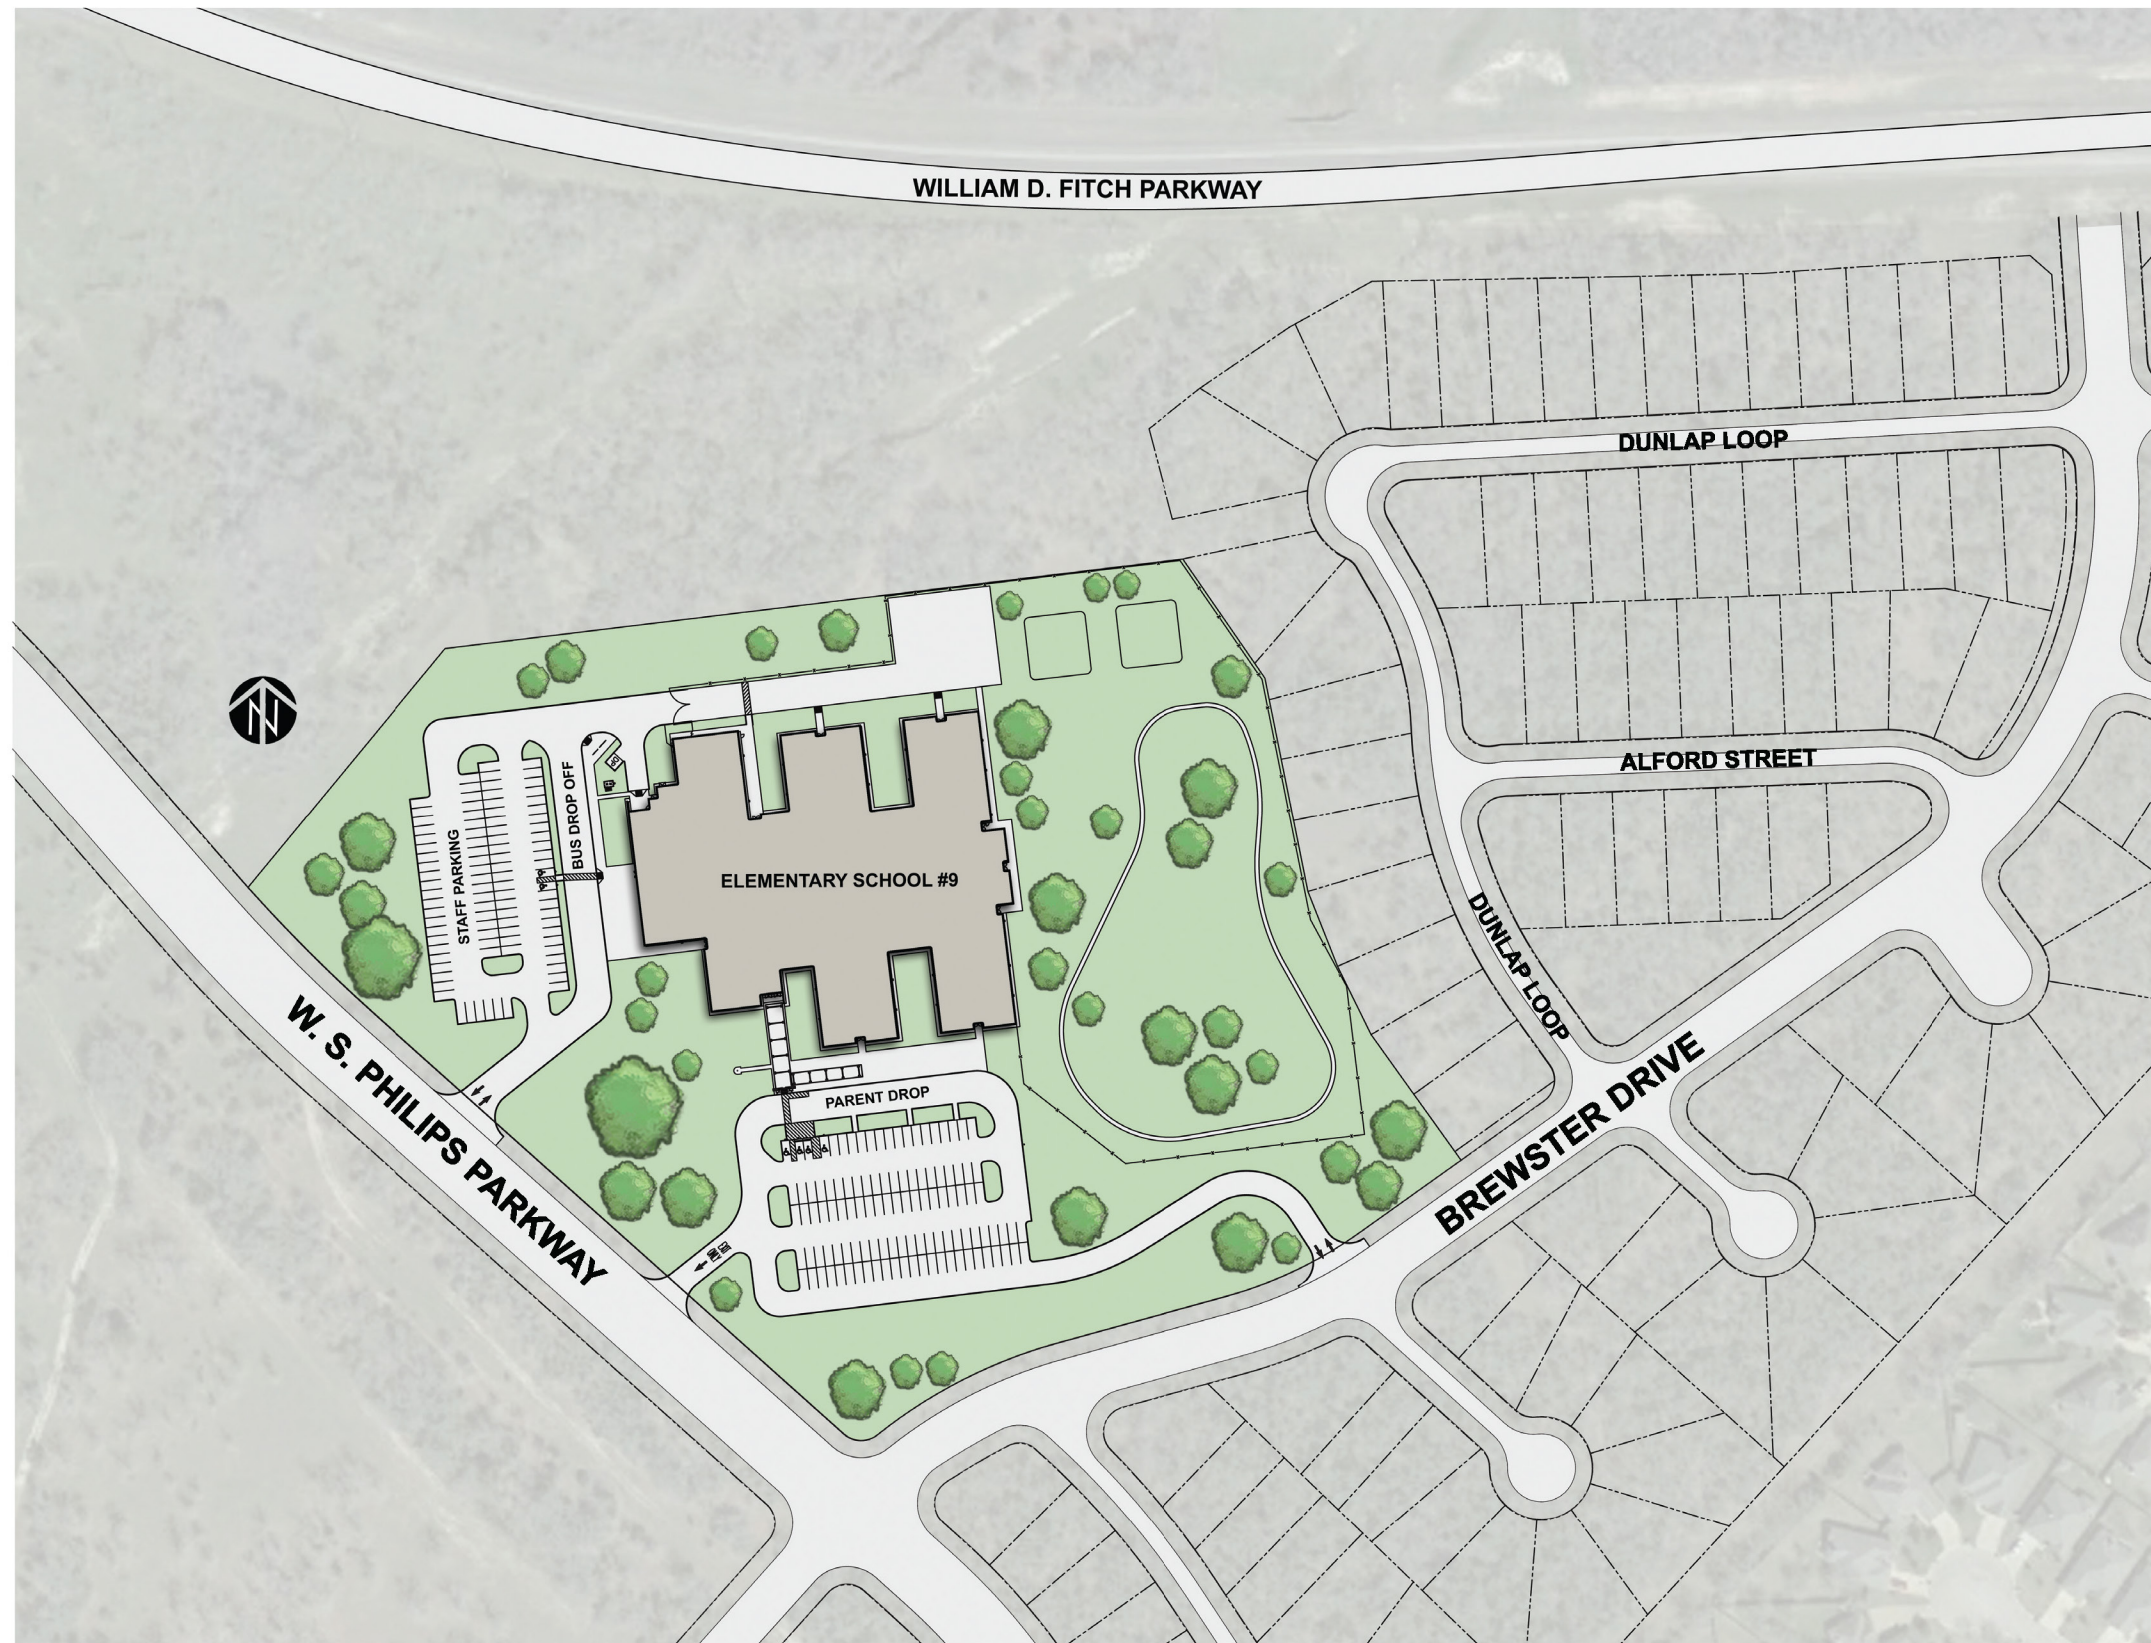 WILLIAM D. FITCH PARKWAY
DUNLAP LOOP
ALFORD STREET
BUS DROP OFF
STAFF PARKING
ELEMENTARY SCHOOL #9
DUNLAP LOOP
W. S. PHILIPS PARKWAY
PARENT DROP
BREWSTER DRIVE
N